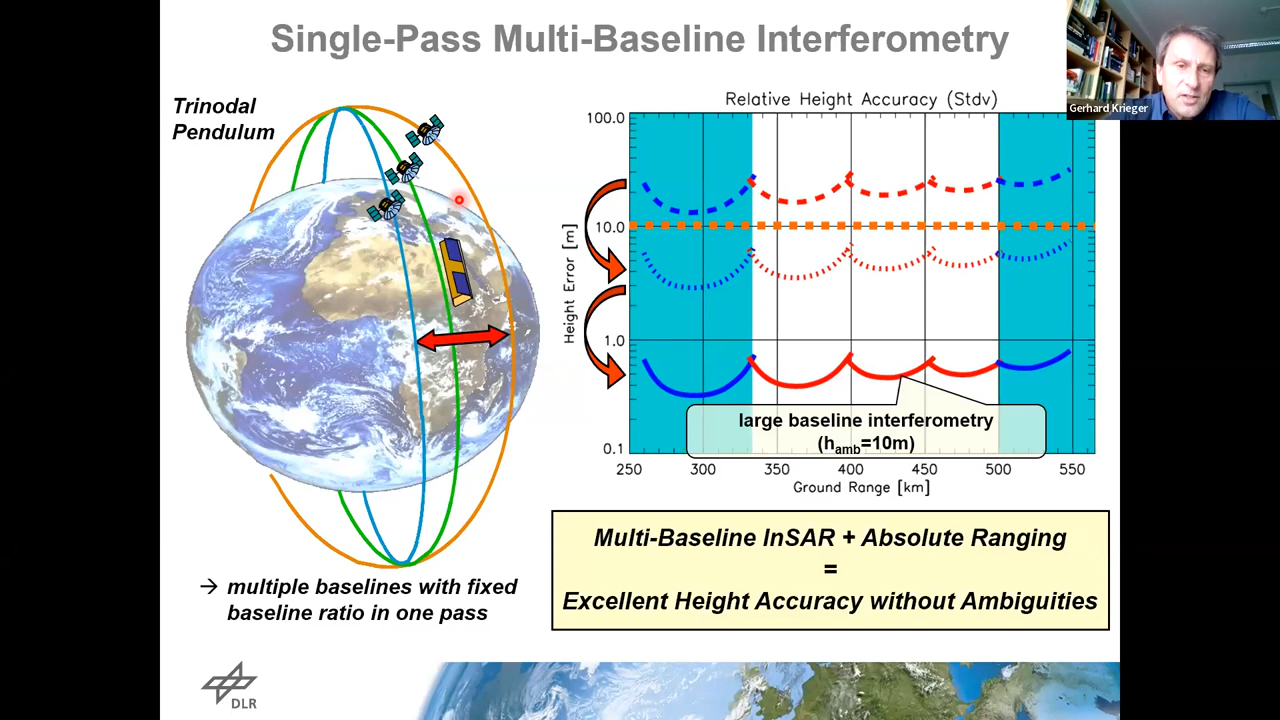 Single-Pass Multi-Baseline Interferometry
Gerhard Krieger
Trinodal
Pendulum
Relative Height Accuracy (Stdv)
100.0
10.0
1.0
0.1
Height Error [m]
250 300 350 400 450 500 550
Ground Range [km]
large baseline interferometry
(hamb=10m)
→ multiple baselines with fixed
baseline ratio in one pass
Multi-Baseline InSAR + Absolute Ranging
=
Excellent Height Accuracy without Ambiguities
DLR